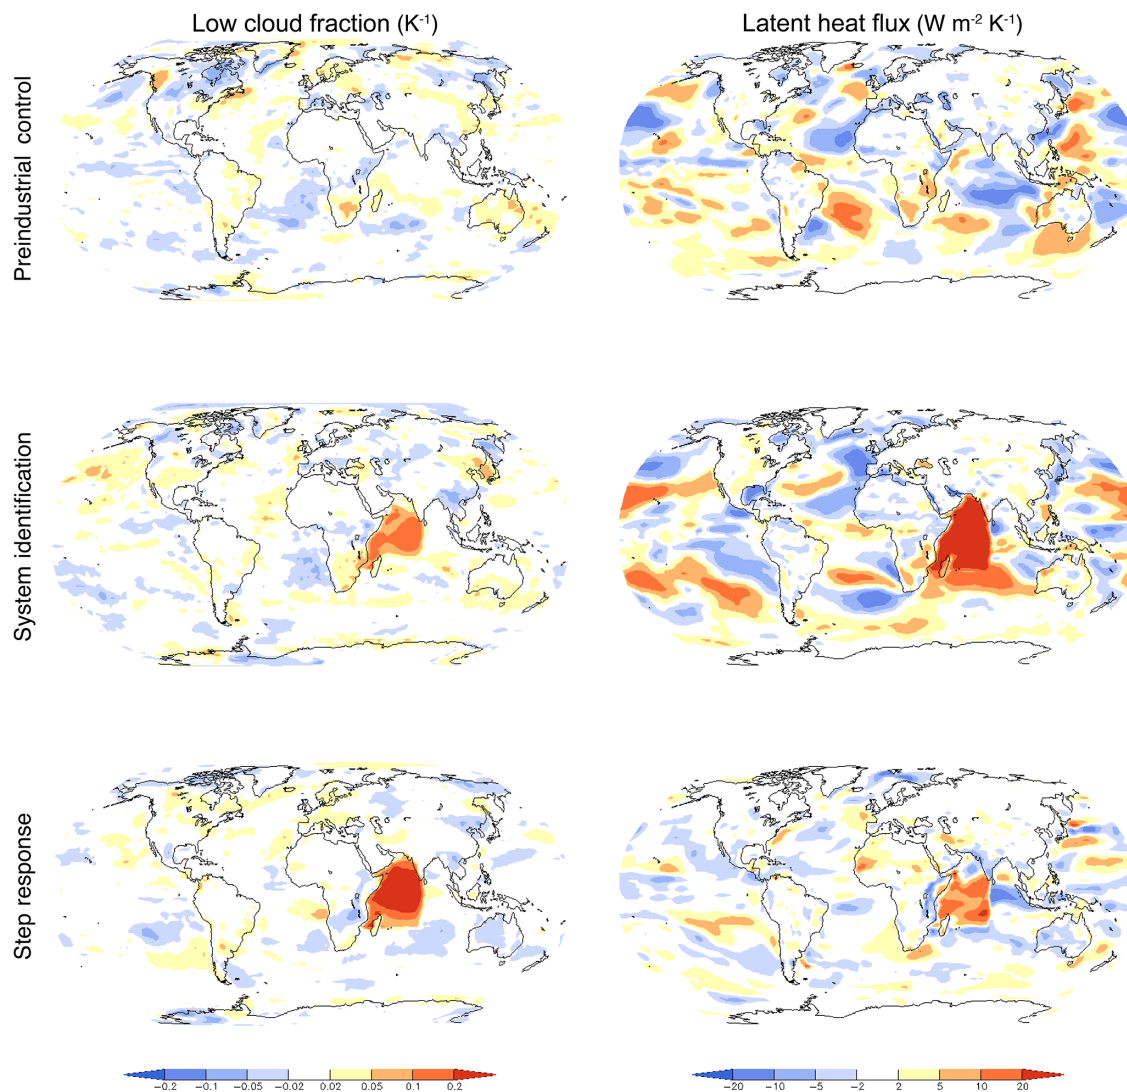 Low cloud fraction (K⁻¹)
Latent heat flux (W m⁻² K⁻¹)
Preindustrial control
System identification
Step response
−0.2 −0.1 −0.05 −0.02 0.02 0.05 0.1 0.2
−20 −10 −5 −2 2 5 10 20